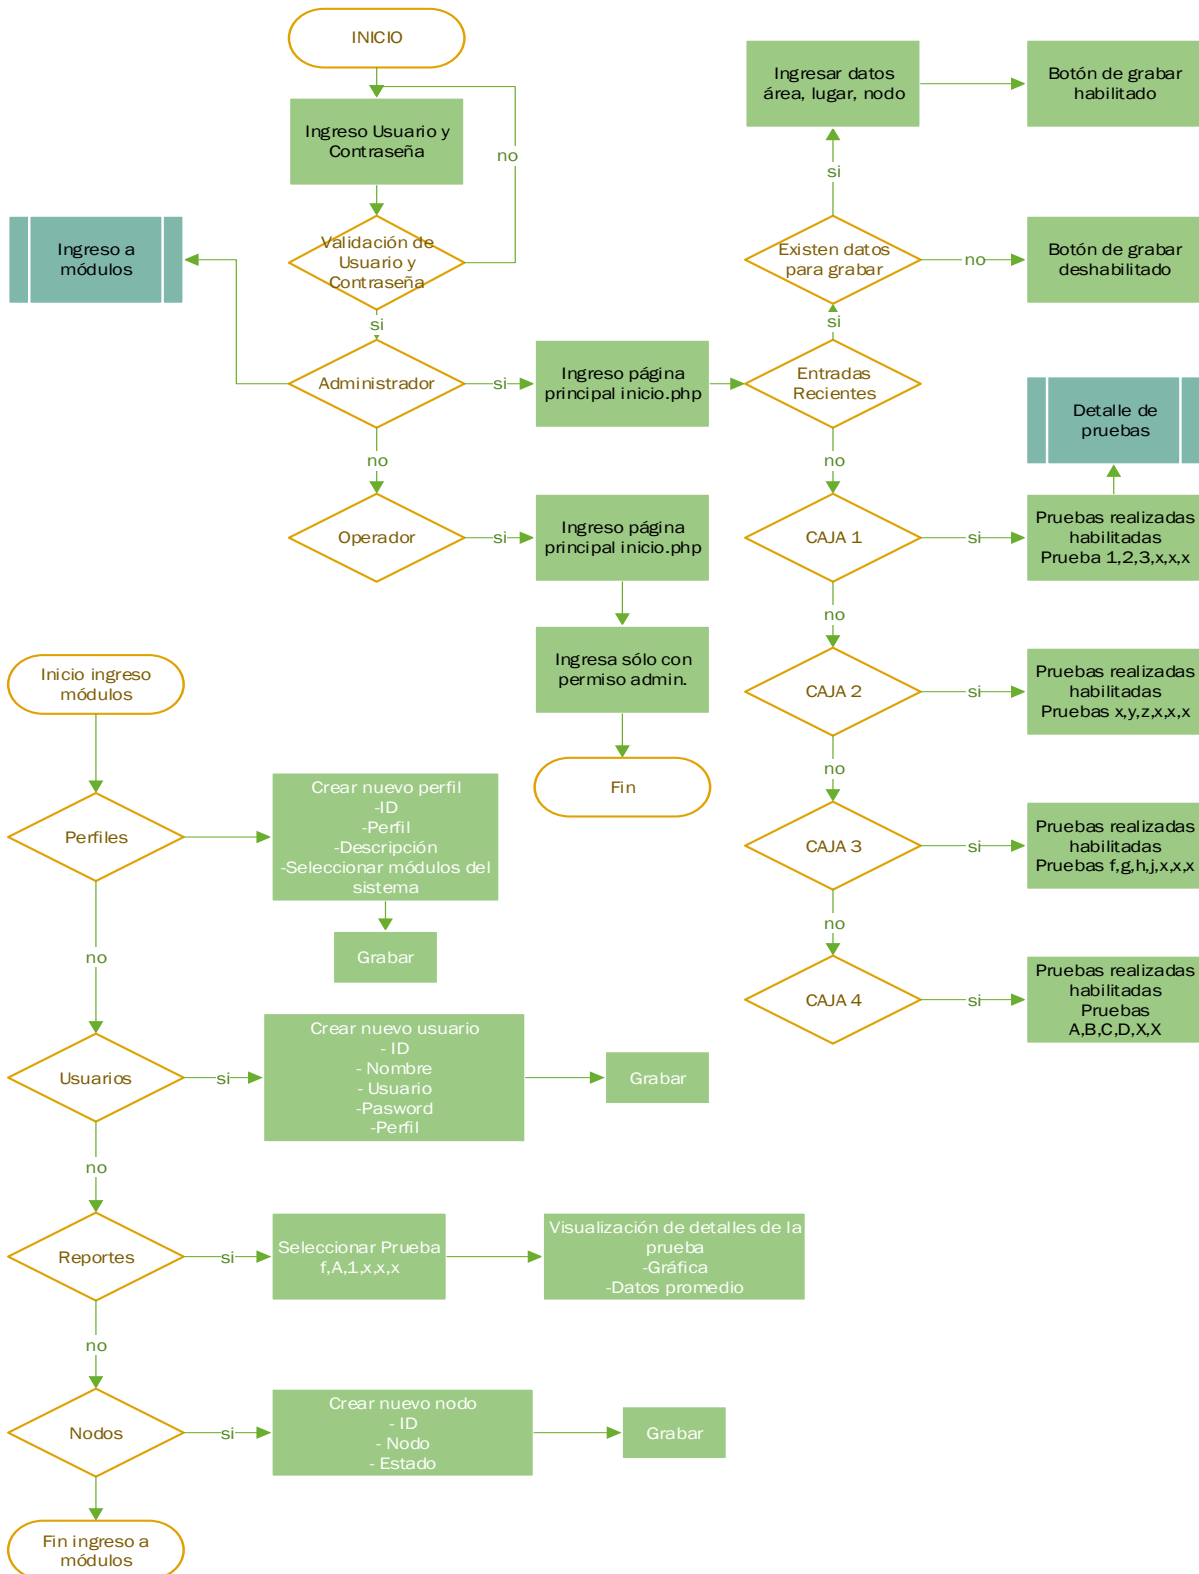 INICIO
Ingreso Usuario y
Contraseña
no
Validación de
Usuario y
Contraseña
si
Ingreso a
módulos
Administrador
si
Ingreso página
principal inicio.php
no
Operador
si
Ingreso página
principal inicio.php
Ingresa sólo con
permiso admin.
Fin
Ingresar datos
área, lugar, nodo
Botón de grabar
habilitado
si
Existen datos
para grabar
no
Botón de grabar
deshabilitado
si
Entradas
Recientes
no
Detalle de
pruebas
CAJA 1
si
Pruebas realizadas
habilitadas
Prueba 1,2,3,x,x,x
no
CAJA 2
si
Pruebas realizadas
habilitadas
Pruebas x,y,z,x,x,x
no
CAJA 3
si
Pruebas realizadas
habilitadas
Pruebas f,g,h,j,x,x,x
no
CAJA 4
si
Pruebas realizadas
habilitadas
Pruebas
A,B,C,D,X,X
Inicio ingreso
módulos
Perfiles
Crear nuevo perfil
-ID
-Perfil
-Descripción
-Seleccionar módulos del
sistema
Grabar
no
Usuarios
si
Crear nuevo usuario
- ID
- Nombre
- Usuario
-Pasword
-Perfil
Grabar
no
Reportes
si
Seleccionar Prueba
f,A,1,x,x,x
Visualización de detalles de la
prueba
-Gráfica
-Datos promedio
no
Nodos
si
Crear nuevo nodo
- ID
- Nodo
- Estado
Grabar
Fin ingreso a
módulos